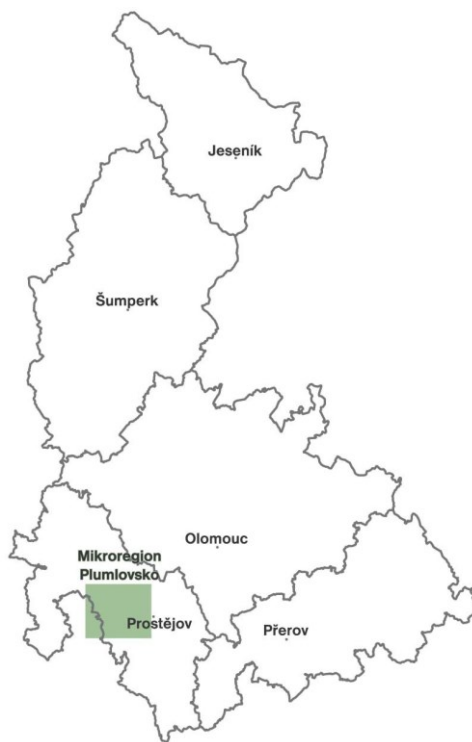 Jeseník
Šumperk
Olomouc
Mikroregion
Plumlovsko
Prostějov
Přerov